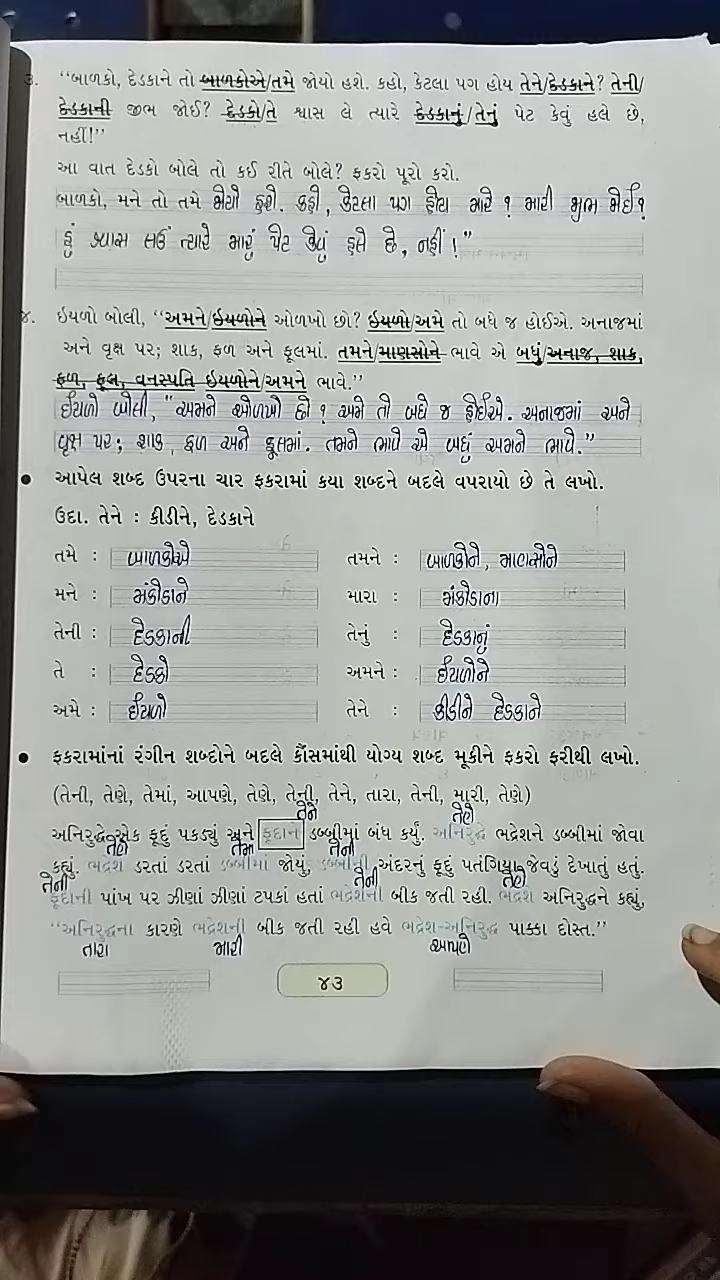 ૩. “બાળકો, દેડકાને તો બાળકોએ/તમે જોયો હશે. કહો, કેટલા પગ હોય તેને/દેડકાને? તેની/
દેડકાની જીભ જોઈ? દેડકો/તે શ્વાસ લે ત્યારે દેડકાનું/તેનું પેટ કેવું હલે છે,
નહીં!”
આ વાત દેડકો બોલે તો કઈ રીતે બોલે? ફકરો પૂરો કરો.
બાળકો, મને તો તમે જોયો હશે. કહો, કેટલા પગ હોય મારે? મારી જીભ જોઈ?
હું શ્વાસ લઉં ત્યારે મારું પેટ કેવું હલે છે, નહીં!”
૪. ઇયળો બોલી, “અમને/ઇયળોને ઓળખો છો? ઇયળો/અમે તો બધે જ હોઈએ. અનાજમાં
અને વૃક્ષ પર; શાક, ફળ અને ફૂલમાં. તમને/માણસોને ભાવે એ બધું/અનાજ, શાક,
ફળ, ફૂલ, વનસ્પતિ ઇયળોને/અમને ભાવે.”
ઈયળો બોલી, “અમને ઓળખો છો? અમે તો બધે જ હોઈએ. અનાજમાં અને
વૃક્ષ પર; શાક, ફળ અને ફૂલમાં. તમને ભાવે એ બધું અમને ભાવે.”
• આપેલ શબ્દ ઉપરના ચાર ફકરામાં કયા શબ્દને બદલે વપરાયો છે તે લખો.
ઉદા. તેને : કીડીને, દેડકાને
તમે : બાળકોએ તમને : બાળકોને, માણસોને
મને : મંકોડાને મારા : મંકોડાના
તેની : દેડકાની તેનું : દેડકાનું
તે : દેડકો અમને : ઈયળોને
અમે : ઈયળો તેને : કીડીને દેડકાને
• ફકરામાંનાં રંગીન શબ્દોને બદલે કૌંસમાંથી યોગ્ય શબ્દ મૂકીને ફકરો ફરીથી લખો.
(તેની, તેણે, તેમાં, આપણે, તેણે, તેની, તેને, તારા, તેની, મારી, તેણે)
તેને તેણે
અનિરુદ્ધે એક ફૂદું પકડ્યું અને ફૂદાને ડબ્બીમાં બંધ કર્યું. અનિરુદ્ધે ભદ્રેશને ડબ્બીમાં જોવા
તેણે તેમાં તેની
કહ્યું. ભદ્રેશે ડરતાં ડરતાં ડબ્બીમાં જોયું, ડબ્બીની અંદરનું ફૂદું પતંગિયા જેવડું દેખાતું હતું.
તેની તેની તેણે
ફૂદાની પાંખ પર ઝીણાં ઝીણાં ટપકાં હતાં ભદ્રેશની બીક જતી રહી. ભદ્રેશે અનિરુદ્ધને કહ્યું,
“અનિરુદ્ધના કારણે ભદ્રેશની બીક જતી રહી હવે ભદ્રેશ-અનિરુદ્ધ પાક્કા દોસ્ત.”
તારા મારી આપણે
૪૩